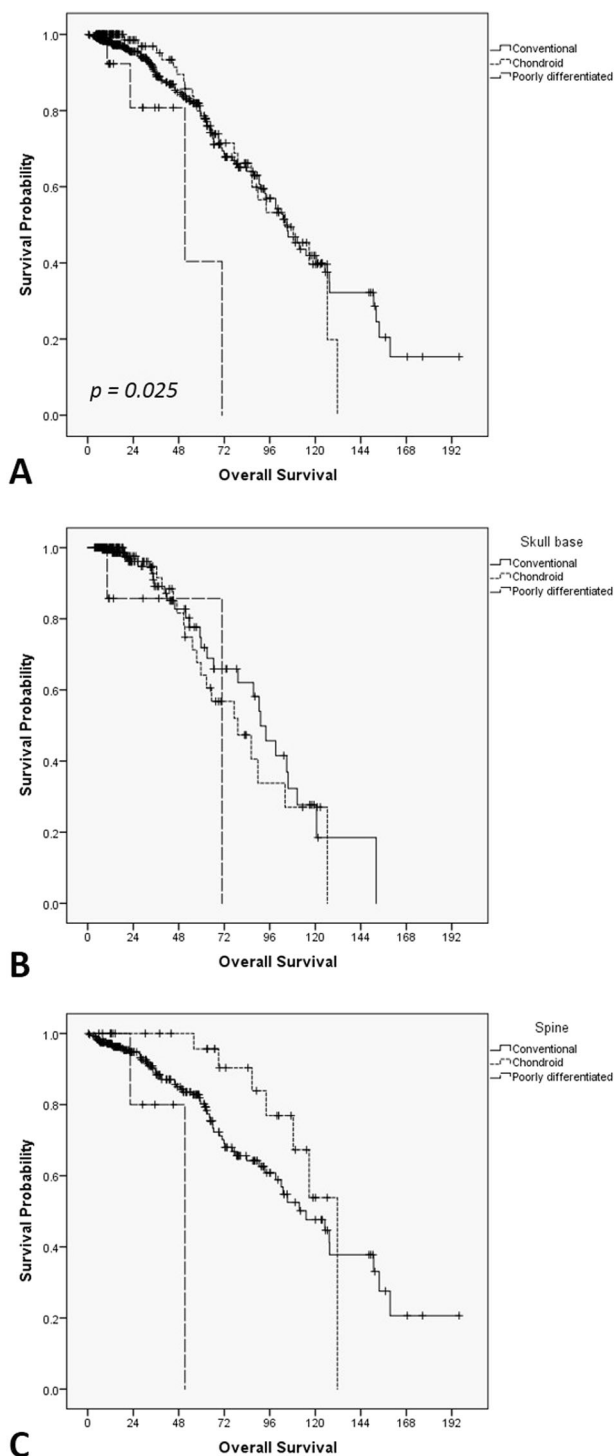 1.0
0.8
0.6
0.4
0.2
0.0
Survival Probability
p = 0.025
0 24 48 72 96 120 144 168 192
Overall Survival
Conventional
Chondroid
Poorly differentiated
A
1.0
0.8
0.6
0.4
0.2
0.0
Survival Probability
0 24 48 72 96 120 144 168 192
Overall Survival
Skull base
Conventional
Chondroid
Poorly differentiated
B
1.0
0.8
0.6
0.4
0.2
0.0
Survival Probability
0 24 48 72 96 120 144 168 192
Overall Survival
Spine
Conventional
Chondroid
Poorly differentiated
C